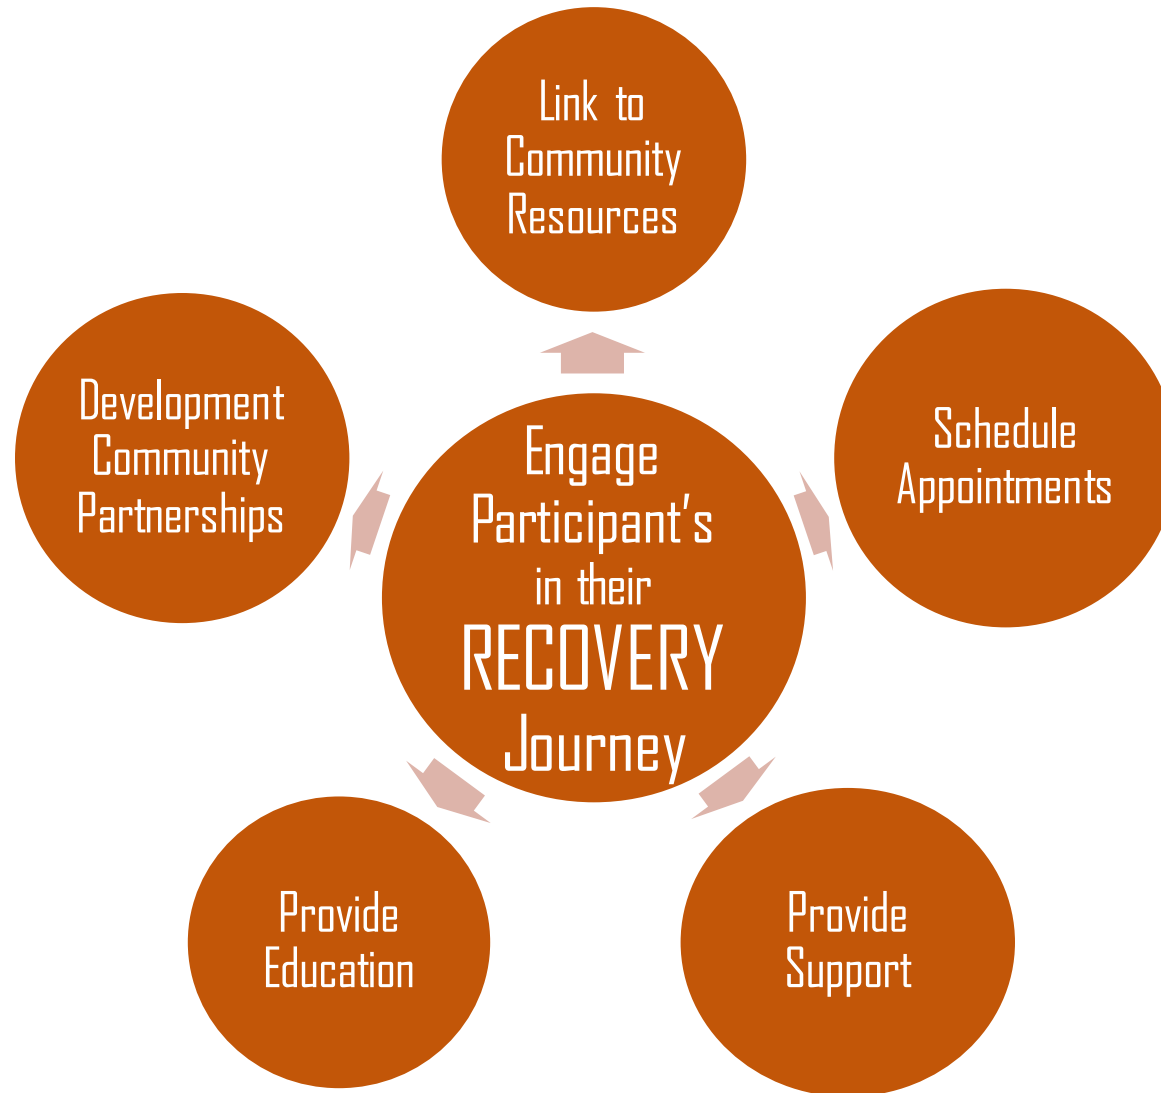 Link to
Community
Resources
Development
Community
Partnerships
Schedule
Appointments
Engage
Participant's
in their
RECOVERY
Journey
Provide
Education
Provide
Support